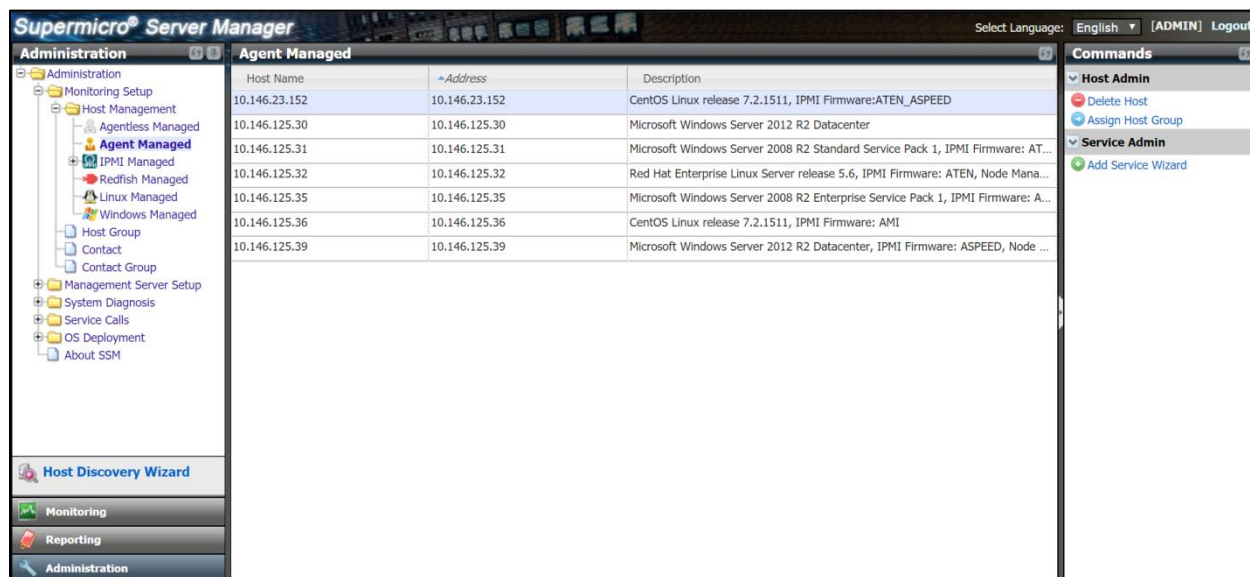 Supermicro® Server Manager
Select Language: English [ADMIN] Logout
Administration
Administration
Monitoring Setup
Host Management
Agentless Managed
Agent Managed
IPMI Managed
Redfish Managed
Linux Managed
Windows Managed
Host Group
Contact
Contact Group
Management Server Setup
System Diagnosis
Service Calls
OS Deployment
About SSM
Host Discovery Wizard
Monitoring
Reporting
Administration
Agent Managed
Host Name Address Description
10.146.23.152 10.146.23.152 CentOS Linux release 7.2.1511, IPMI Firmware:ATEN_ASPEED
10.146.125.30 10.146.125.30 Microsoft Windows Server 2012 R2 Datacenter
10.146.125.31 10.146.125.31 Microsoft Windows Server 2008 R2 Standard Service Pack 1, IPMI Firmware: AT...
10.146.125.32 10.146.125.32 Red Hat Enterprise Linux Server release 5.6, IPMI Firmware: ATEN, Node Mana...
10.146.125.35 10.146.125.35 Microsoft Windows Server 2008 R2 Enterprise Service Pack 1, IPMI Firmware: A...
10.146.125.36 10.146.125.36 CentOS Linux release 7.2.1511, IPMI Firmware: AMI
10.146.125.39 10.146.125.39 Microsoft Windows Server 2012 R2 Datacenter, IPMI Firmware: ASPEED, Node ...
Commands
Host Admin
Delete Host
Assign Host Group
Service Admin
Add Service Wizard